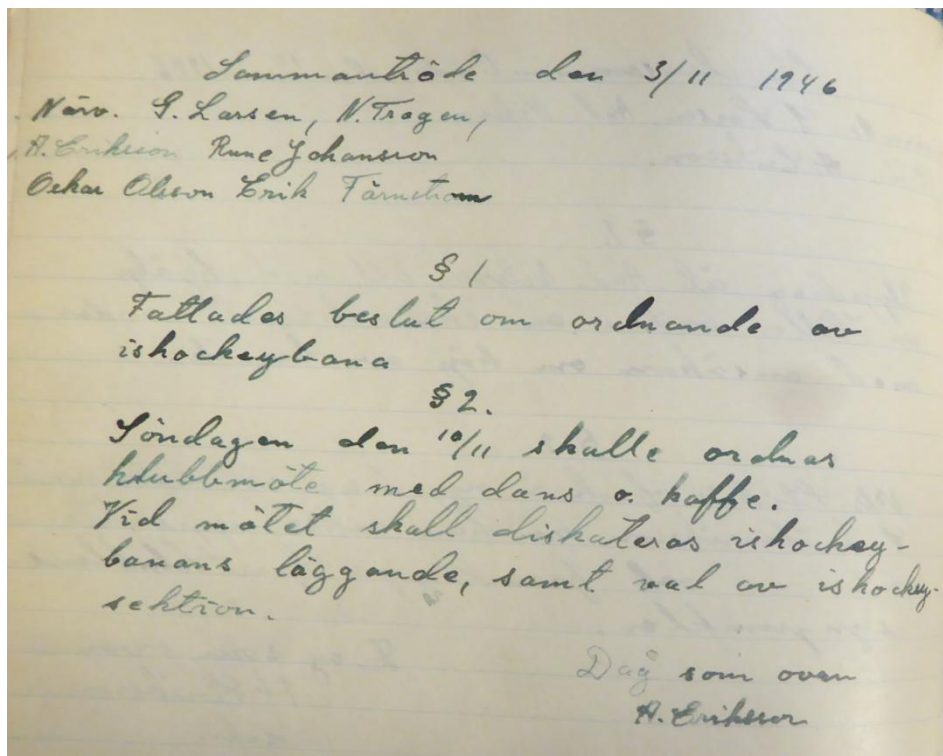 Sammanträde den 3/11 1946
Närv. G. Larsen, N. Tragen,
A. Eriksson Rune Johansson
Oskar Olsson Erik Färnstrom
§ 1
Fattades beslut om ordnande av
ishockeybana
§ 2.
Söndagen den 10/11 skulle ordnas
klubbmöte med dans o. kaffe.
Vid mötet skall diskuteras ishockey-
banans läggande, samt val av ishockey-
sektion.
Dag som ovan
A. Eriksson